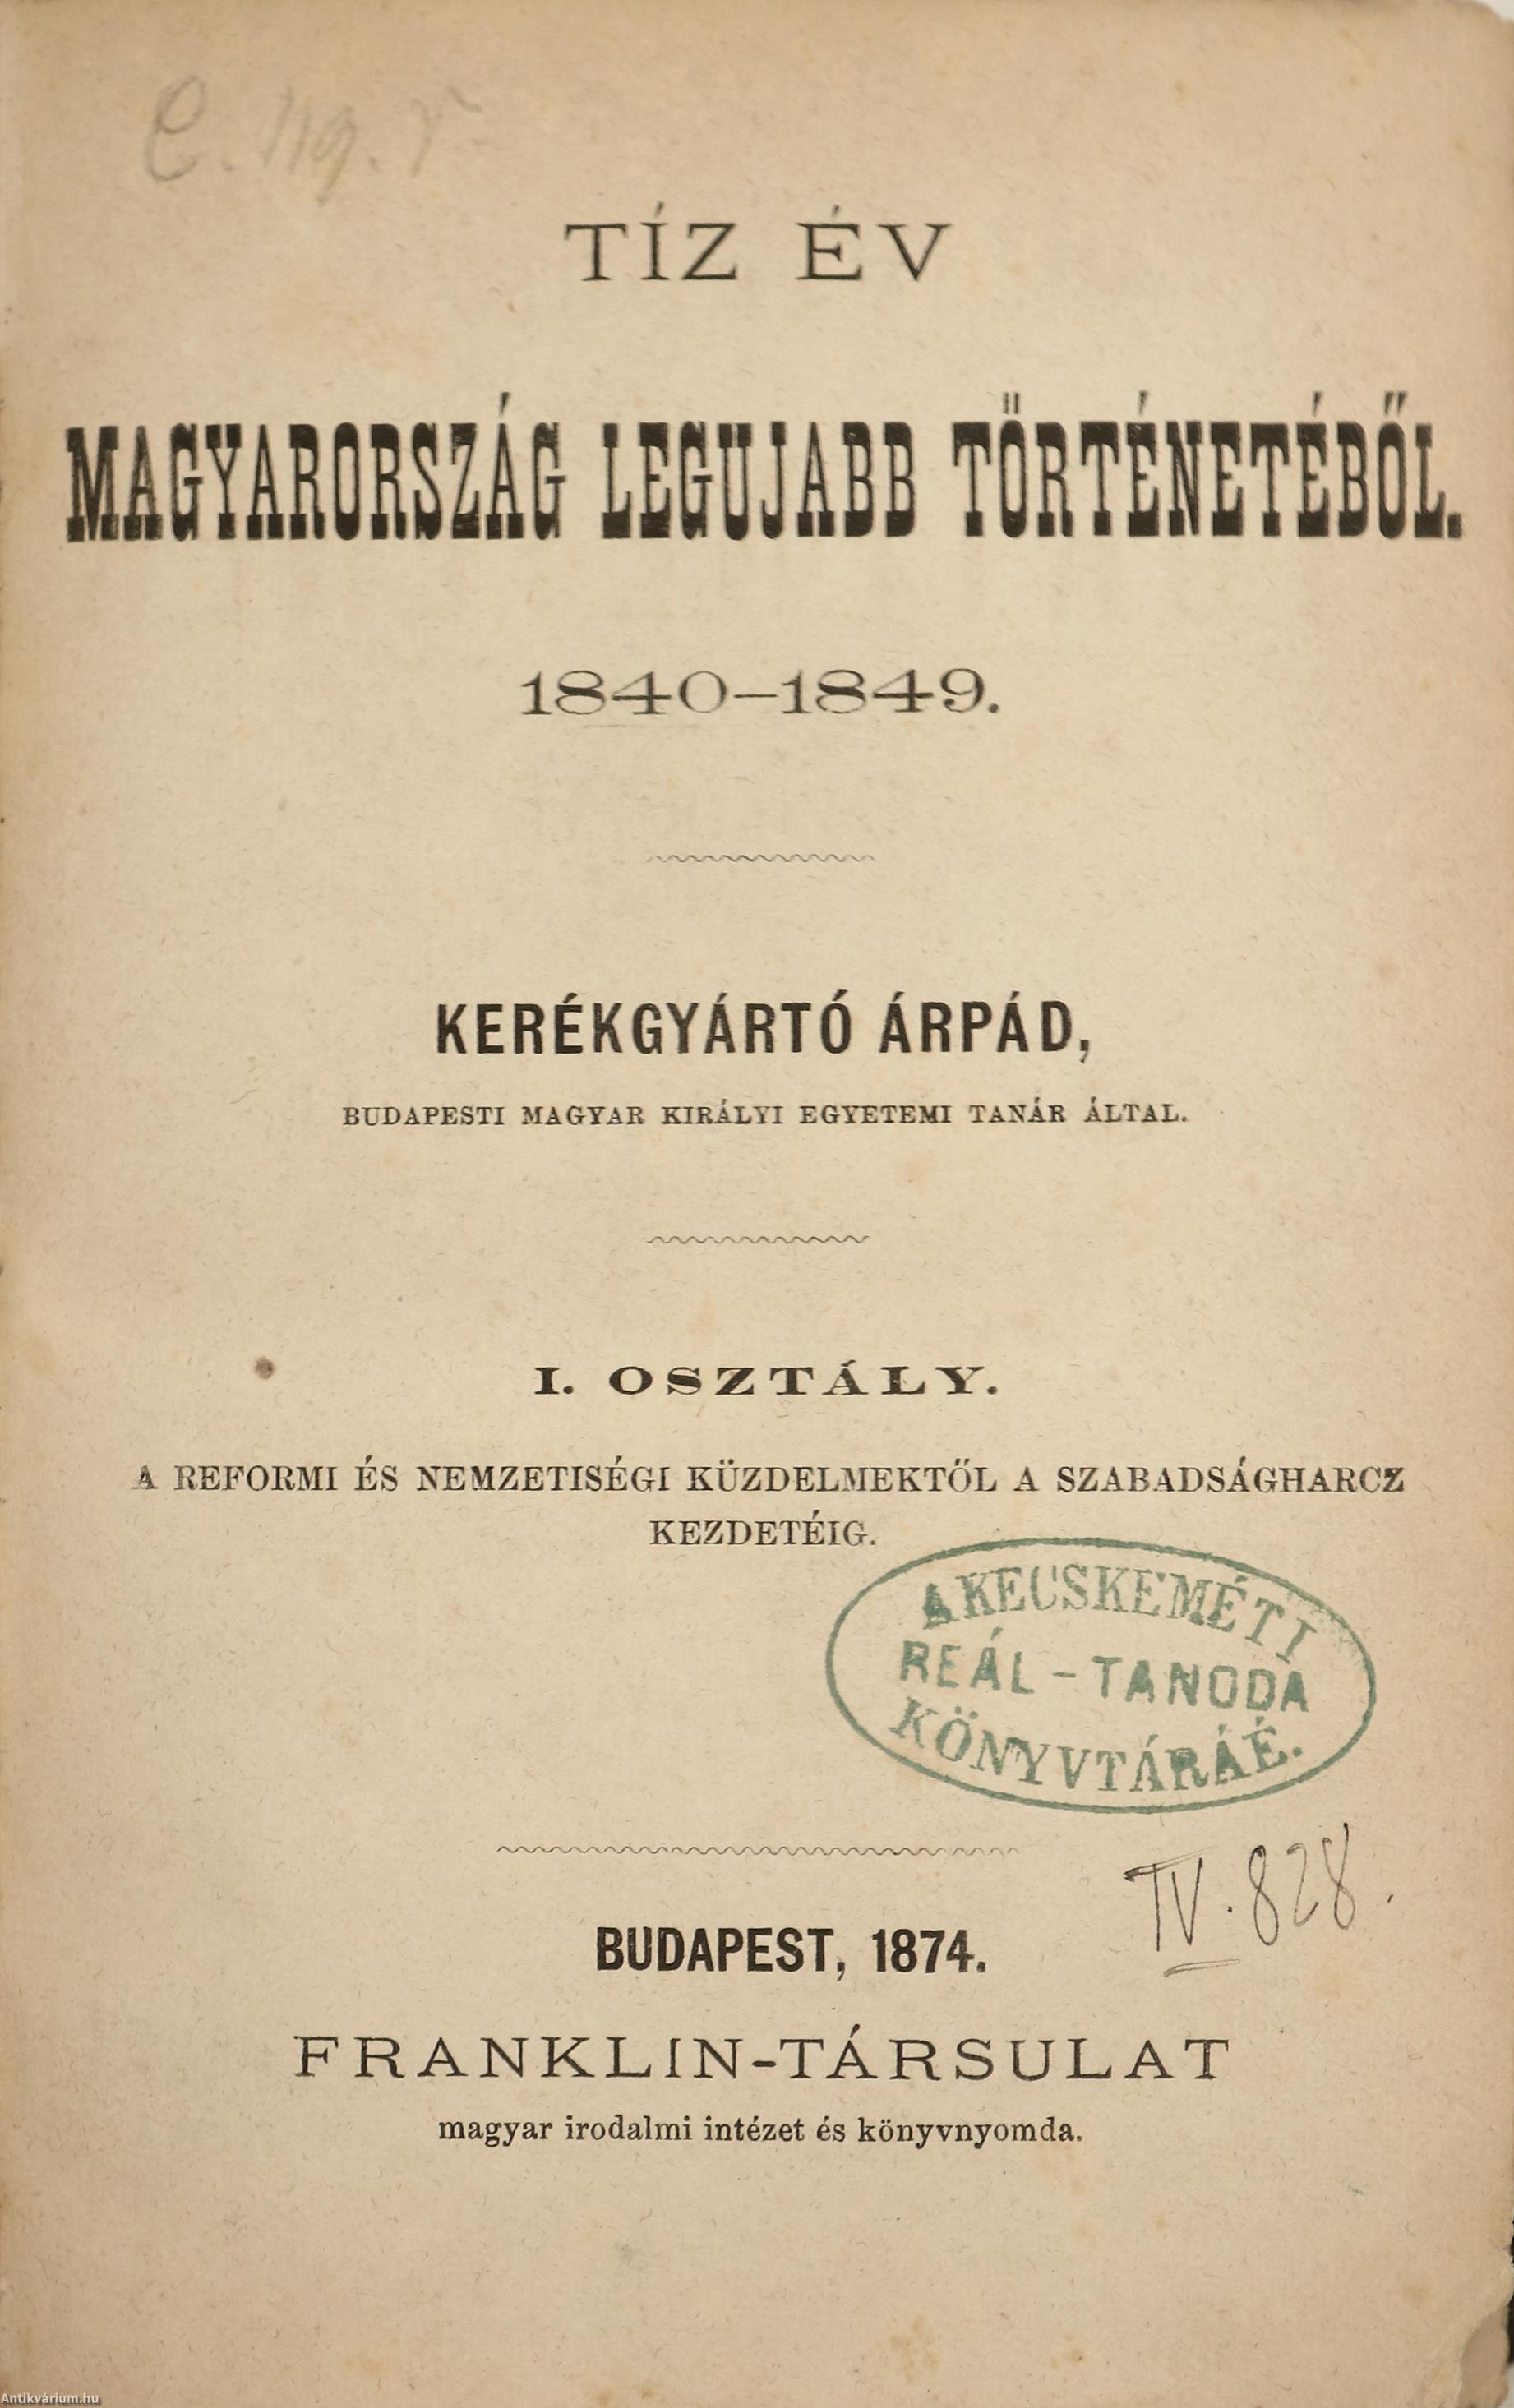 C. 119. r.
TÍZ ÉV
MAGYARORSZÁG LEGUJABB TÖRTÉNETÉBŐL.
1840–1849.
KERÉKGYÁRTÓ ÁRPÁD,
BUDAPESTI MAGYAR KIRÁLYI EGYETEMI TANÁR ÁLTAL.
I. OSZTÁLY.
A REFORMI ÉS NEMZETISÉGI KÜZDELMEKTŐL A SZABADSÁGHARCZ
KEZDETÉIG.
A KECSKEMÉTI
REÁL-TANODA
KÖNYVTÁRÁÉ.
IV. 828.
BUDAPEST, 1874.
FRANKLIN-TÁRSULAT
magyar irodalmi intézet és könyvnyomda.
Antikvárium.hu